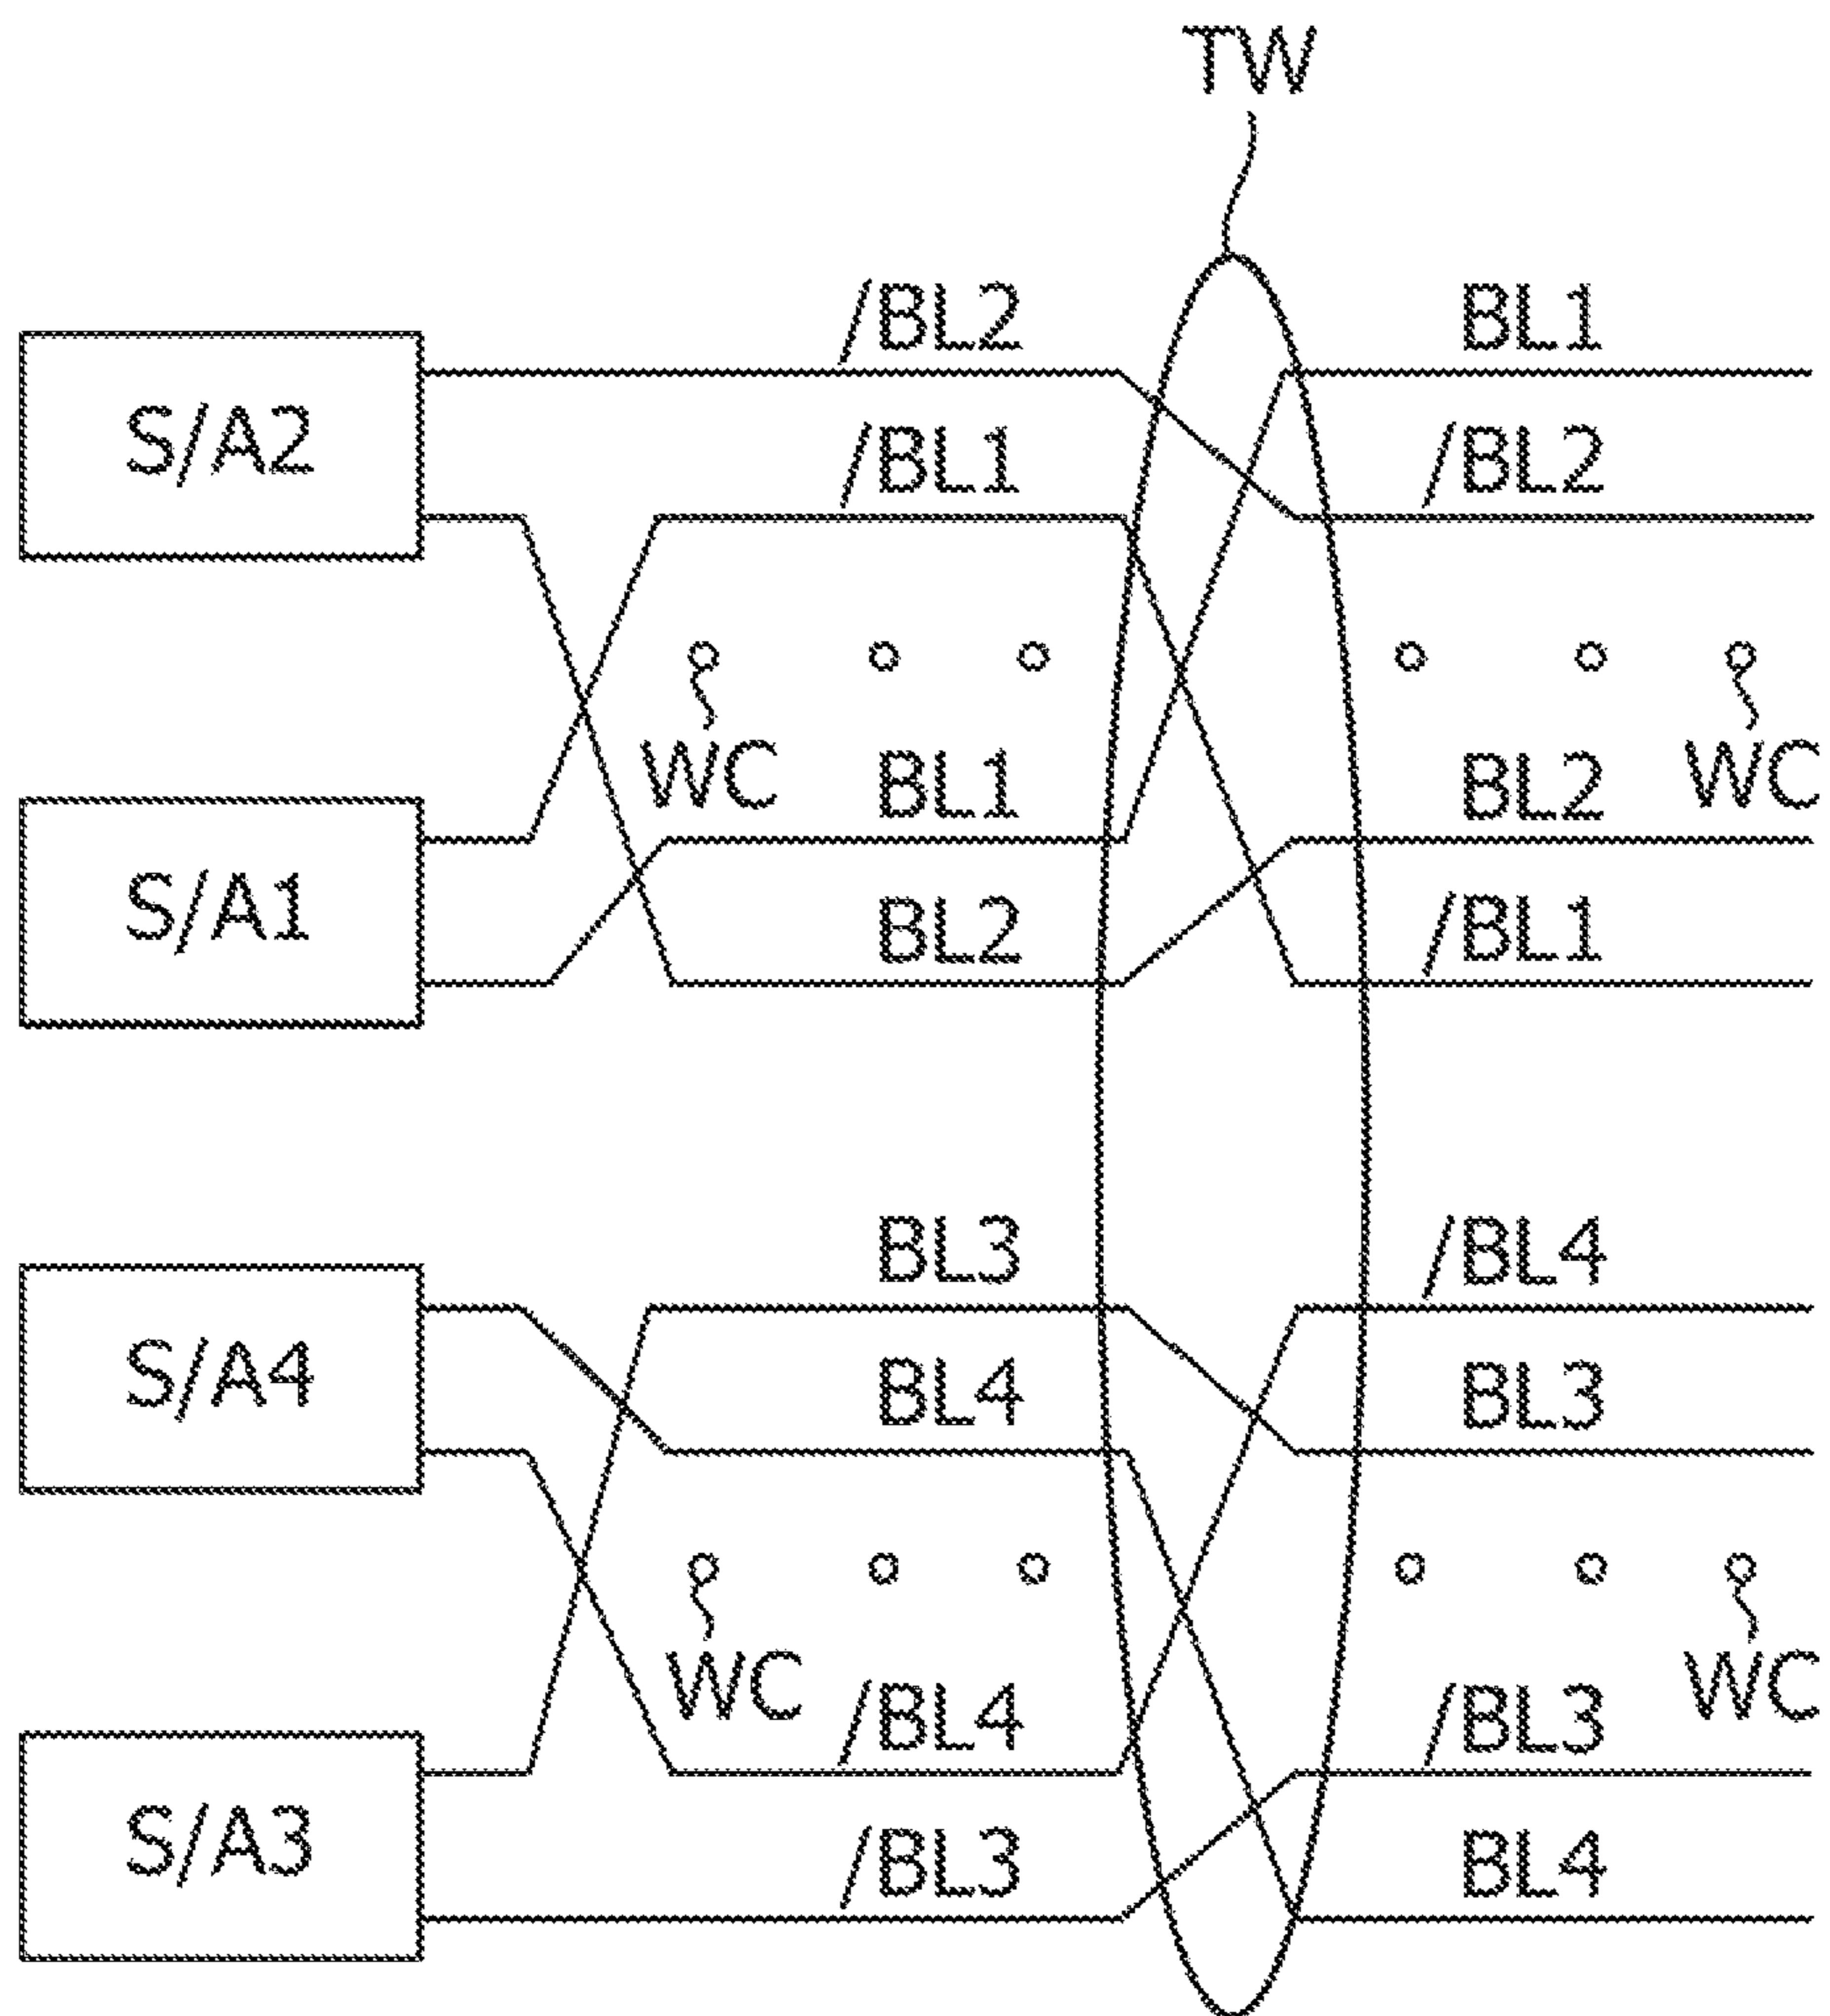 TW
/BL2 BL1
S/A2 /BL1 /BL2
WC BL1 BL2 WC
S/A1 BL2 /BL1
BL3 /BL4
S/A4 BL4 BL3
WC /BL4 /BL3 WC
S/A3 /BL3 BL4